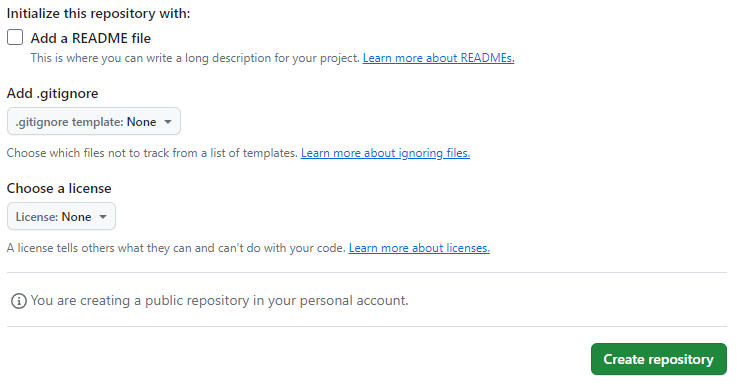 Initialize this repository with:
Add a README file
This is where you can write a long description for your project. Learn more about READMEs.
Add .gitignore
.gitignore template: None
Choose which files not to track from a list of templates. Learn more about ignoring files.
Choose a license
License: None
A license tells others what they can and can't do with your code. Learn more about licenses.
You are creating a public repository in your personal account.
Create repository